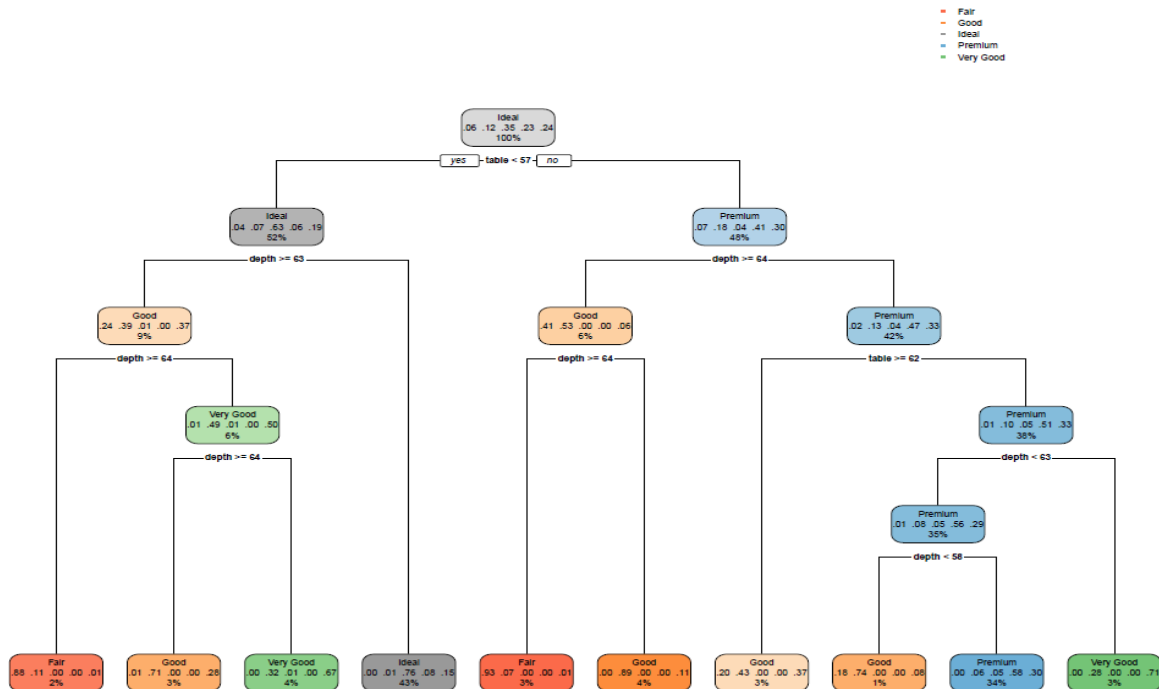 Fair
Good
Ideal
Premium
Very Good
Ideal
.06 .12 .35 .23 .24
100%
yes table < 57 no
Ideal
.04 .07 .63 .06 .19
52%
Premium
.07 .18 .04 .41 .30
48%
depth >= 63
depth >= 64
Good
.24 .39 .01 .00 .37
9%
Good
.41 .53 .00 .00 .06
6%
Premium
.02 .13 .04 .47 .33
42%
depth >= 64
depth >= 64
table >= 62
Very Good
.01 .49 .01 .00 .50
6%
Premium
.01 .10 .05 .51 .33
38%
depth >= 64
depth < 63
Premium
.01 .08 .05 .56 .29
35%
depth < 58
Fair
.88 .11 .00 .00 .01
2%
Good
.01 .71 .00 .00 .28
3%
Very Good
.00 .32 .01 .00 .67
4%
Ideal
.00 .01 .76 .08 .15
43%
Fair
.93 .07 .00 .00 .01
3%
Good
.00 .89 .00 .00 .11
4%
Good
.20 .43 .00 .00 .37
3%
Good
.18 .74 .00 .00 .08
1%
Premium
.00 .06 .05 .58 .30
34%
Very Good
.00 .28 .00 .00 .71
3%